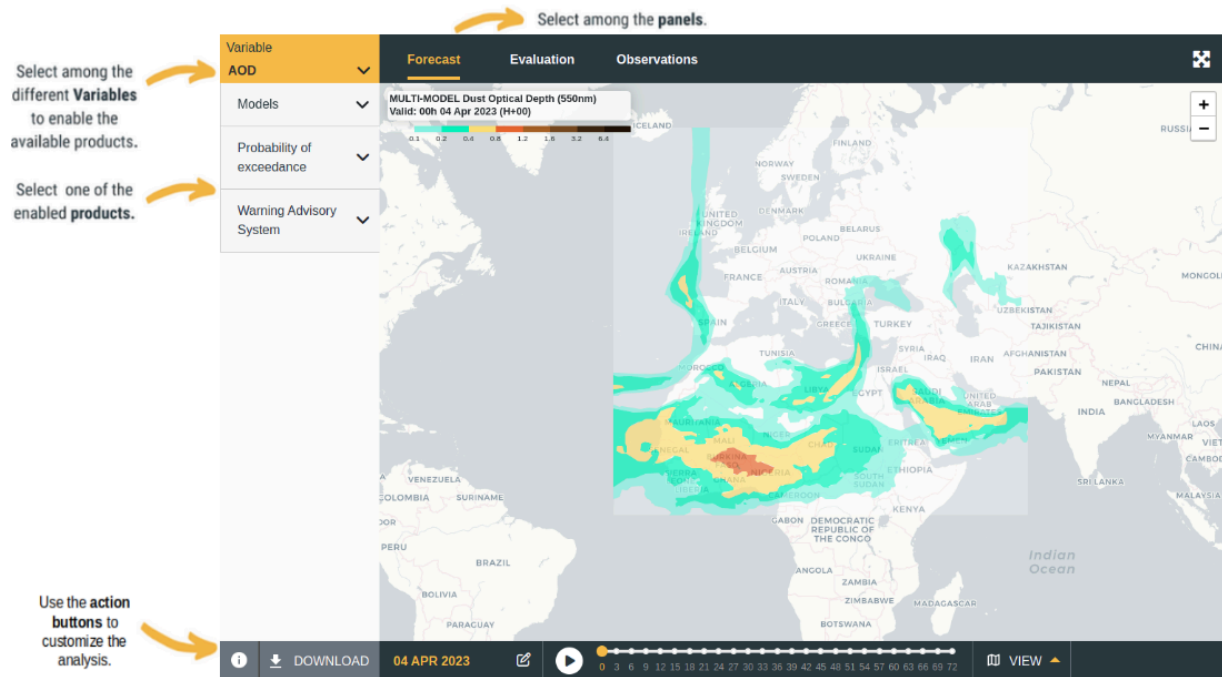 Select among the panels.
Select among the
different Variables
to enable the
available products.
Select one of the
enabled products.
Use the action
buttons to
customize the
analysis.
Variable
AOD
Models
Probability of
exceedance
Warning Advisory
System
Forecast Evaluation Observations
MULTI-MODEL Dust Optical Depth (550nm)
Valid: 00h 04 Apr 2023 (H+00)
0.1 0.2 0.4 0.8 1.2 1.6 3.2 6.4
+
−
ICELAND
RUSSIA
FINLAND
NORWAY
SWEDEN
UNITED
KINGDOM
DENMARK
IRELAND
BELARUS
POLAND
BELGIUM
UKRAINE
KAZAKHSTAN
AUSTRIA
FRANCE
ROMANIA
MONGOL
ITALY
BULGARIA
UZBEKISTAN
SPAIN
GREECE
TURKEY
TAJIKISTAN
CHINA
TUNISIA
SYRIA
IRAQ
IRAN
AFGHANISTAN
MOROCCO
ISRAEL
PAKISTAN
ALGERIA
LIBYA
EGYPT
NEPAL
SAUDI
ARABIA
UNITED
ARAB
EMIRATES
BANGLADESH
INDIA
MAURITANIA
LAOS
MYANMAR
VIET
MALI
NIGER
CHAD
SUDAN
ERITREA
YEMEN
SENEGAL
BURKINA
FASO
NIGERIA
CAMBOD
SIERRA
LEONE
GHANA
ETHIOPIA
SOUTH
SUDAN
SRI LANKA
LIBERIA
CAMEROON
VENEZUELA
COLOMBIA
SURINAME
MALAYSIA
KENYA
GABON
DEMOCRATIC
REPUBLIC OF
THE CONGO
DOR
PERU
BRAZIL
Indian
Ocean
ANGOLA
ZAMBIA
BOLIVIA
ZIMBABWE
MADAGASCAR
PARAGUAY
BOTSWANA
i
DOWNLOAD
04 APR 2023
0 3 6 9 12 15 18 21 24 27 30 33 36 39 42 45 48 51 54 57 60 63 66 69 72
VIEW